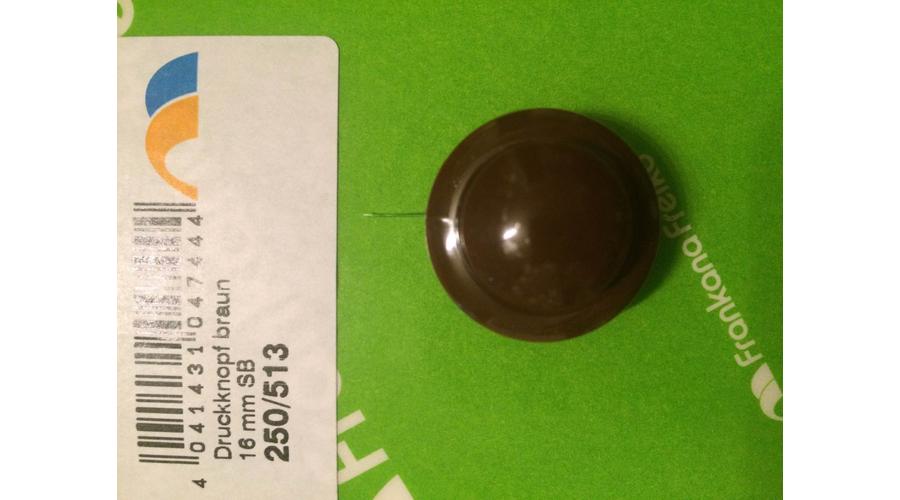 4 041431 047444
Druckknopf braun
16 mm SB
250/513
Frankana Freiko